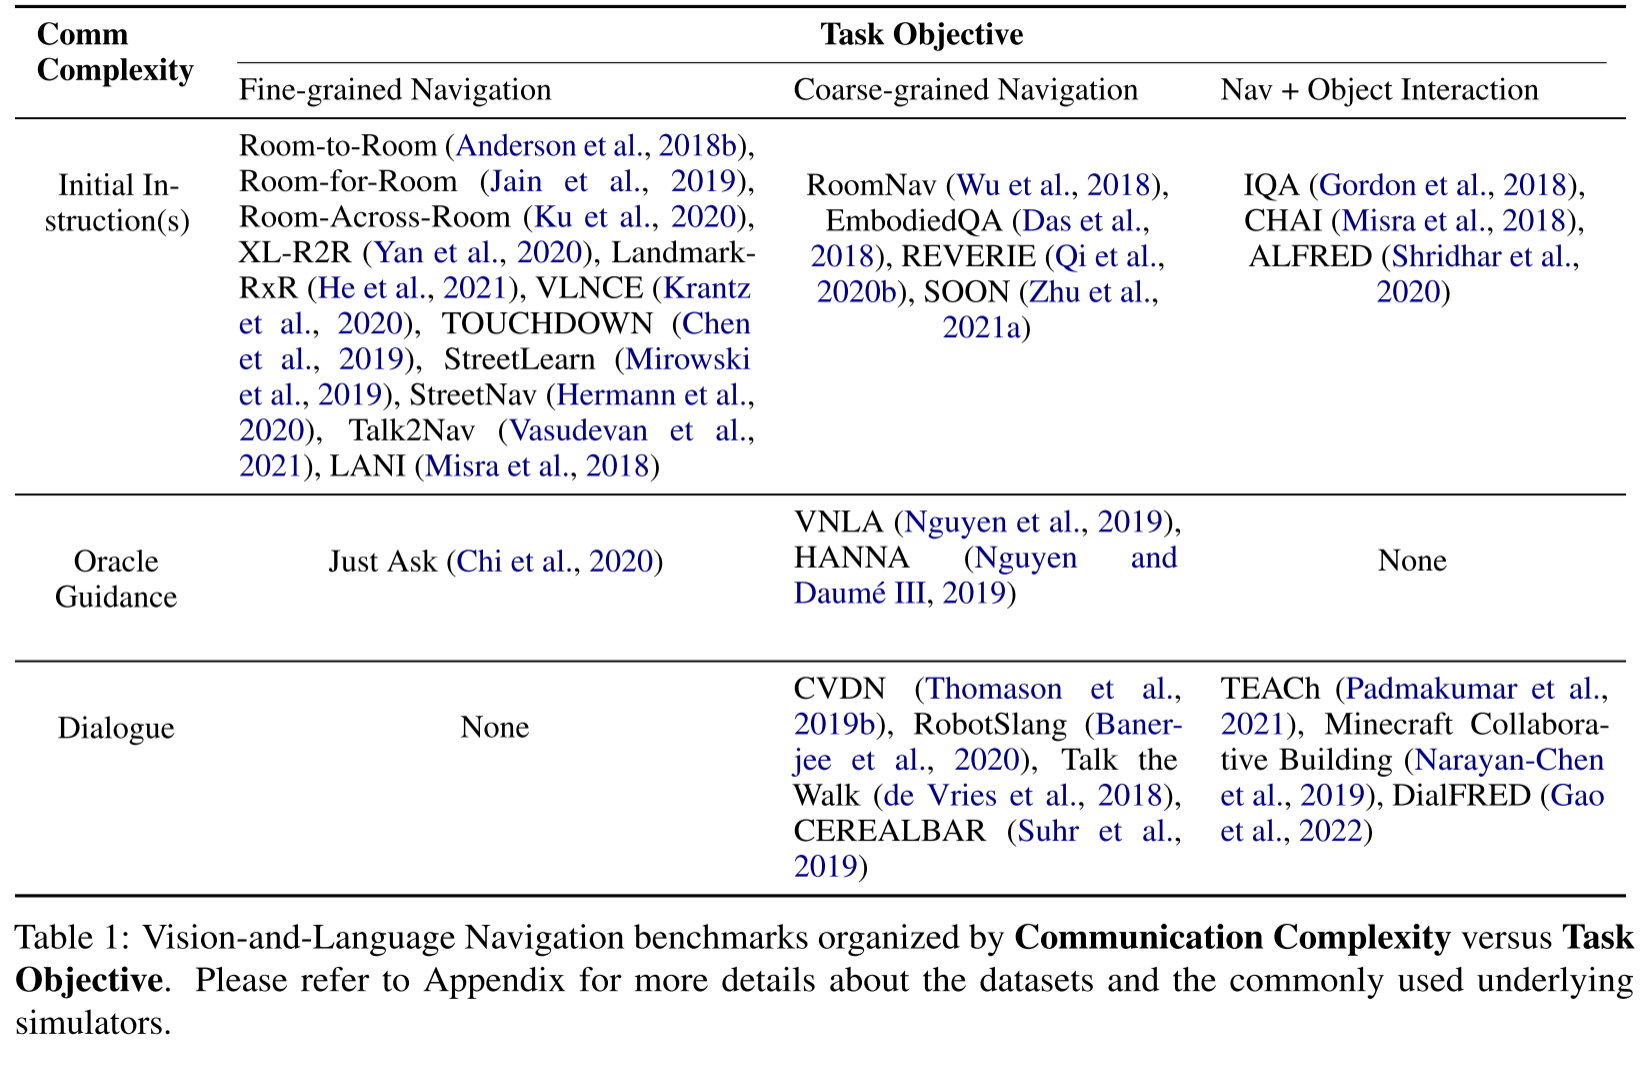 Comm
Complexity
Task Objective
Fine-grained Navigation
Coarse-grained Navigation
Nav + Object Interaction
Initial In-
struction(s)
Room-to-Room (Anderson et al., 2018b),
Room-for-Room (Jain et al., 2019),
Room-Across-Room (Ku et al., 2020),
XL-R2R (Yan et al., 2020), Landmark-
RxR (He et al., 2021), VLNCE (Krantz
et al., 2020), TOUCHDOWN (Chen
et al., 2019), StreetLearn (Mirowski
et al., 2019), StreetNav (Hermann et al.,
2020), Talk2Nav (Vasudevan et al.,
2021), LANI (Misra et al., 2018)
RoomNav (Wu et al., 2018),
EmbodiedQA (Das et al.,
2018), REVERIE (Qi et al.,
2020b), SOON (Zhu et al.,
2021a)
IQA (Gordon et al., 2018),
CHAI (Misra et al., 2018),
ALFRED (Shridhar et al.,
2020)
Oracle
Guidance
Just Ask (Chi et al., 2020)
VNLA (Nguyen et al., 2019),
HANNA (Nguyen and
Daumé III, 2019)
None
Dialogue
None
CVDN (Thomason et al.,
2019b), RobotSlang (Baner-
jee et al., 2020), Talk the
Walk (de Vries et al., 2018),
CEREALBAR (Suhr et al.,
2019)
TEACh (Padmakumar et al.,
2021), Minecraft Collabora-
tive Building (Narayan-Chen
et al., 2019), DialFRED (Gao
et al., 2022)
Table 1: Vision-and-Language Navigation benchmarks organized by Communication Complexity versus Task
Objective. Please refer to Appendix for more details about the datasets and the commonly used underlying
simulators.